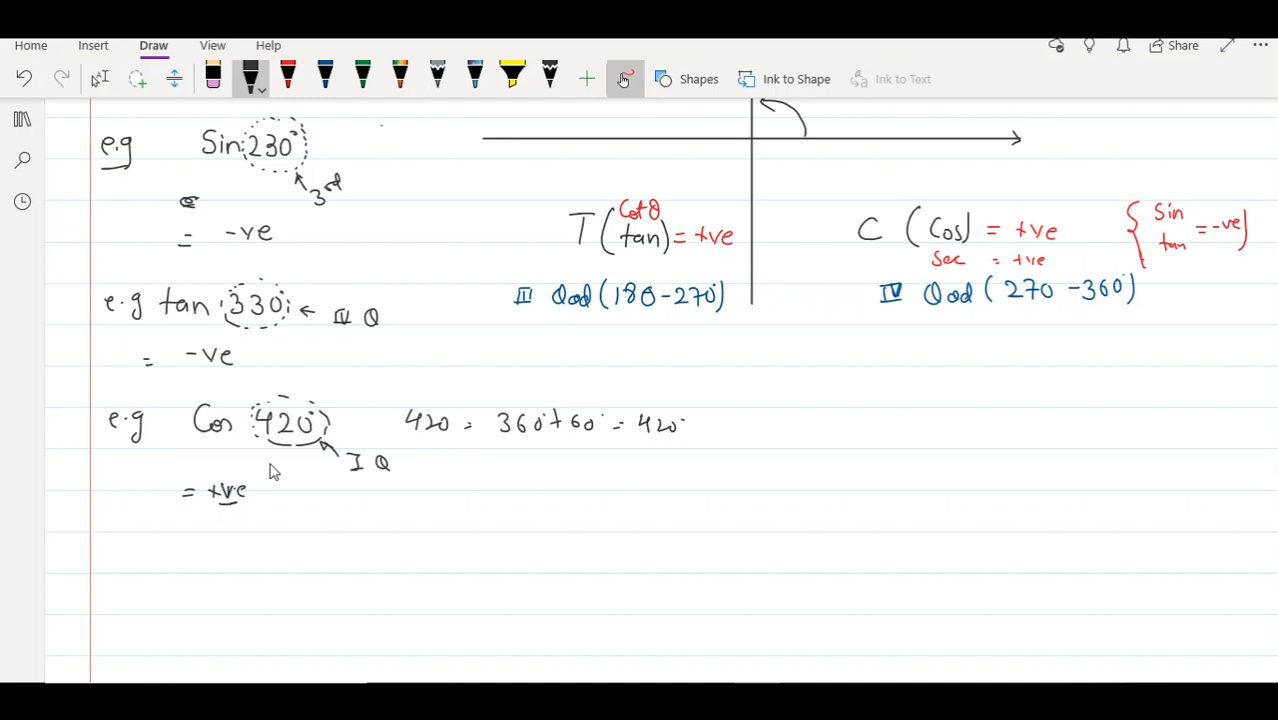 Home Insert Draw View Help
Share
Shapes
Ink to Shape
Ink to Text
e.g Sin 230°
3rd
= -ve
T (tan) = +ve
Cotθ
C (Cos) = +ve
Sec = +ve
{ Sin tan = -ve }
III Qad (180 - 270°)
IV Qad (270 - 360°)
e.g tan 330° ← IV Q
= -ve
e.g Cos 420° 420 = 360° + 60° = 420°
I Q
= +ve